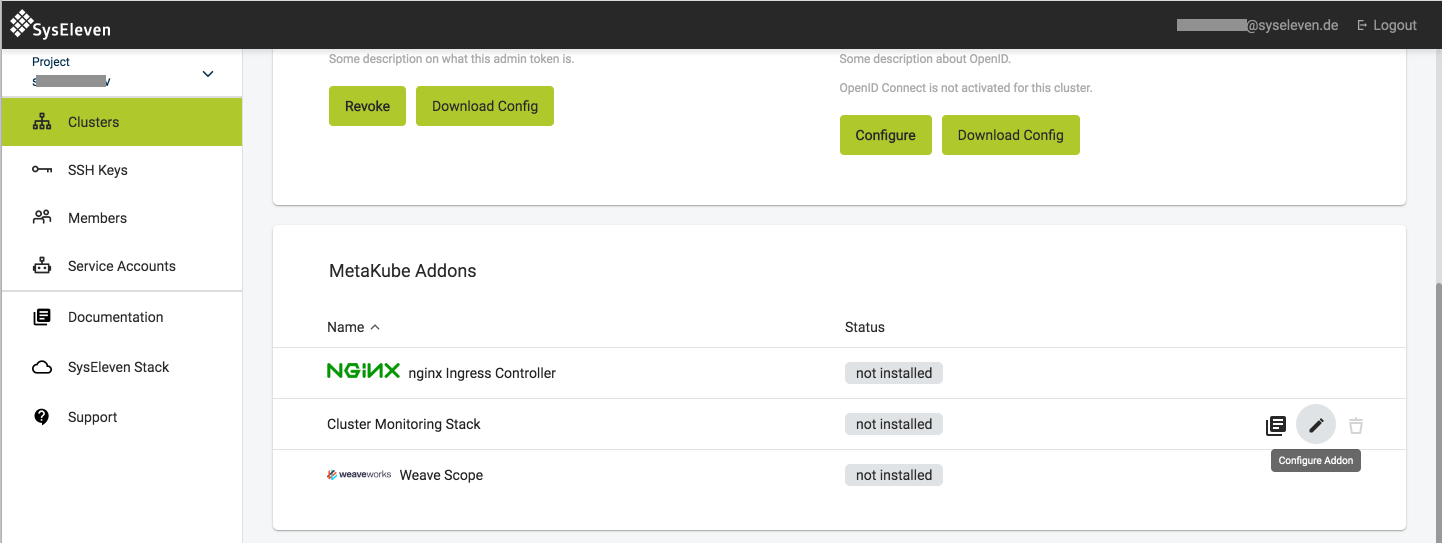 SysEleven
@syseleven.de Logout
Project
Clusters
SSH Keys
Members
Service Accounts
Documentation
SysEleven Stack
Support
Some description on what this admin token is.
Revoke Download Config
Some description about OpenID.
OpenID Connect is not activated for this cluster.
Configure Download Config
MetaKube Addons
Name Status
NGINX nginx Ingress Controller not installed
Cluster Monitoring Stack not installed
Configure Addon
weaveworks Weave Scope not installed